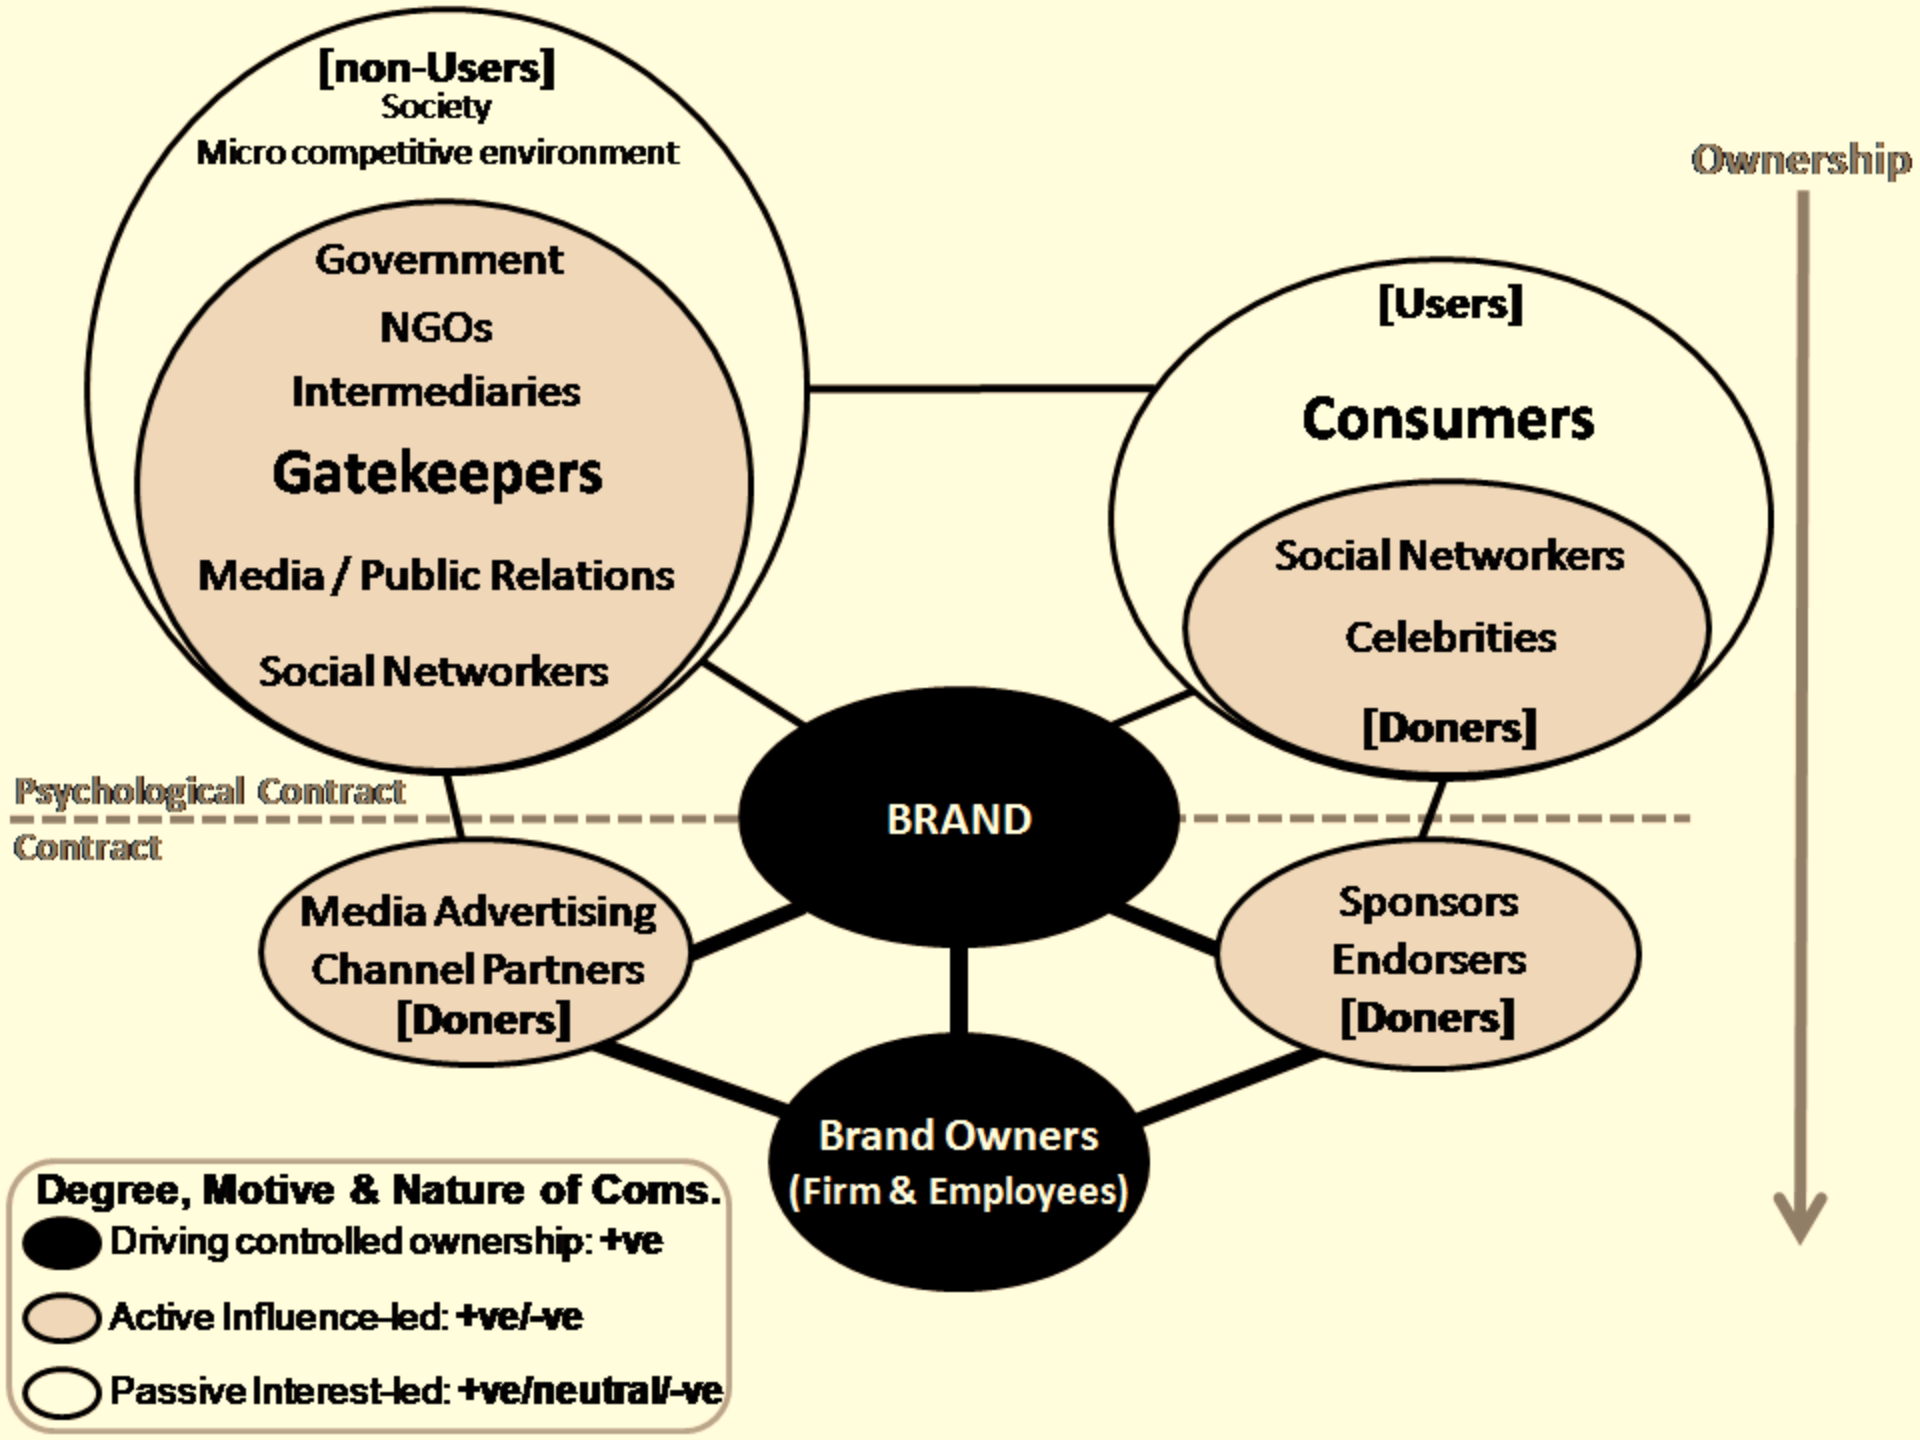 [non-Users]
Society
Micro competitive environment
Government
NGOs
Intermediaries
Gatekeepers
Media / Public Relations
Social Networkers
Ownership
[Users]
Consumers
Social Networkers
Celebrities
[Doners]
Psychological Contract
Contract
BRAND
Media Advertising
Channel Partners
[Doners]
Sponsors
Endorsers
[Doners]
Brand Owners
(Firm & Employees)
Degree, Motive & Nature of Coms.
Driving controlled ownership: +ve
Active Influence-led: +ve/-ve
Passive Interest-led: +ve/neutral/-ve